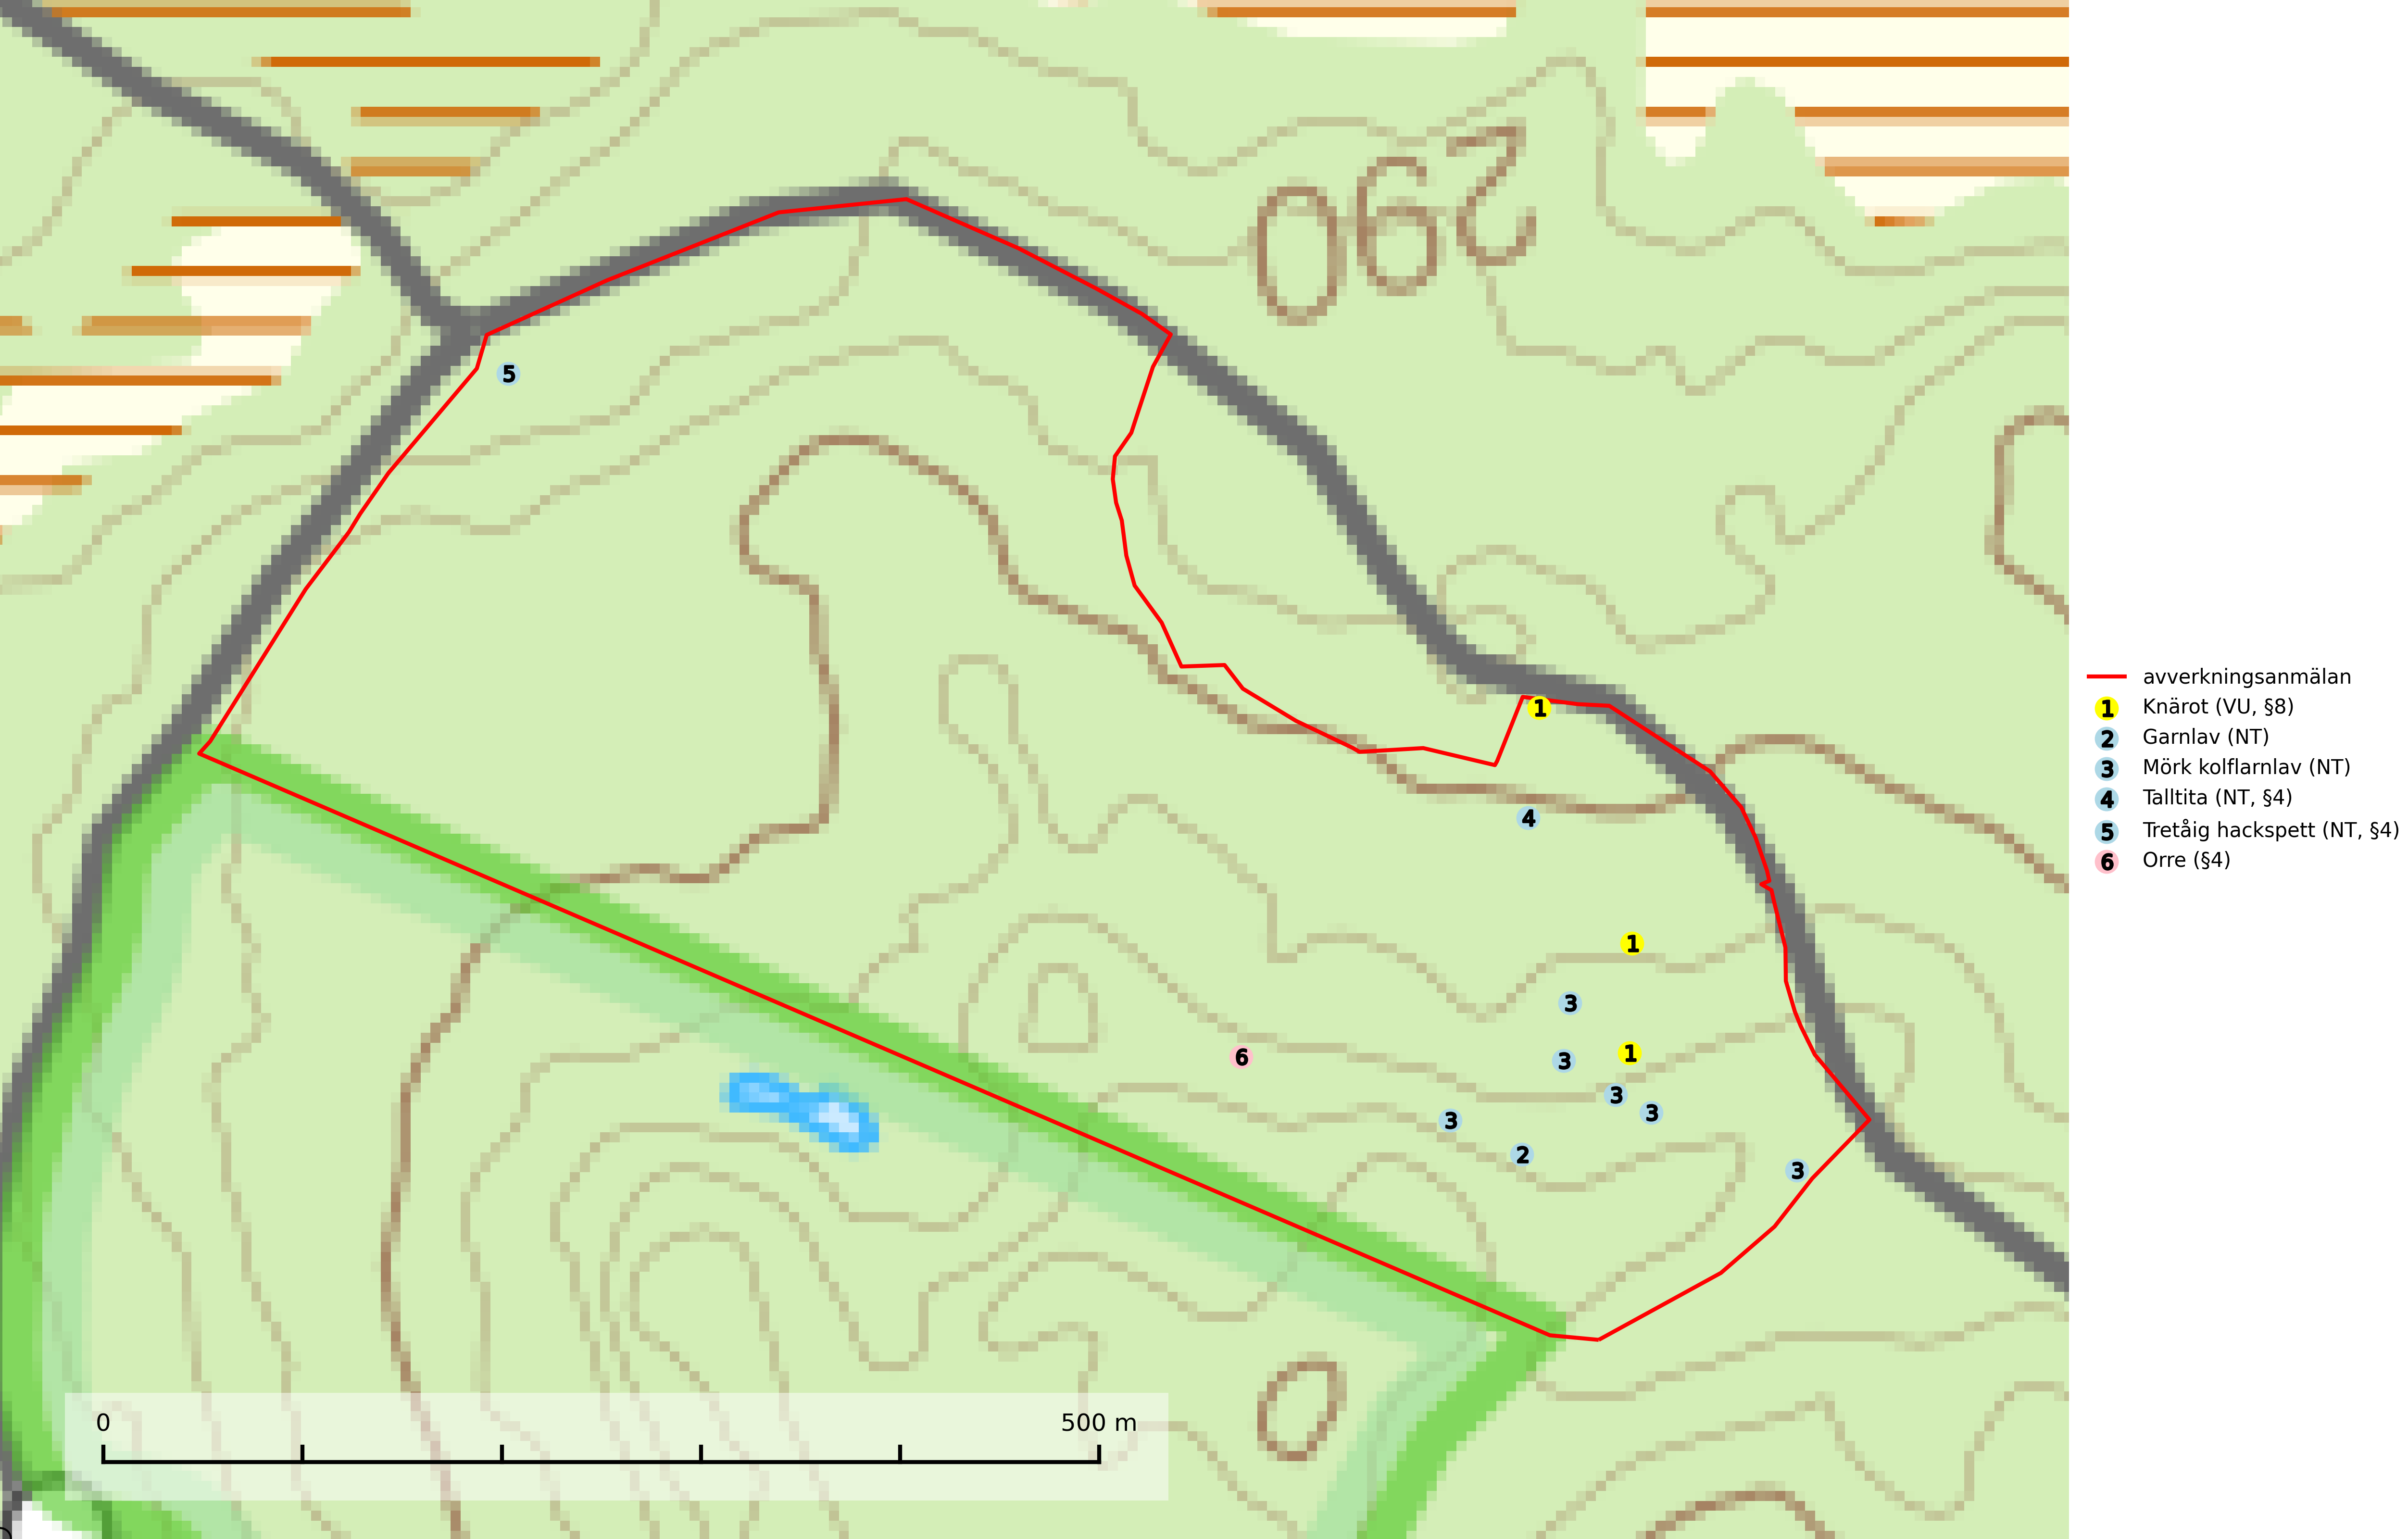 290
5
1
4
1
3
6
3
1
3
3
3
2
3
0
500 m
avverkningsanmälan
1 Knärot (VU, §8)
2 Garnlav (NT)
3 Mörk kolflarnlav (NT)
4 Talltita (NT, §4)
5 Tretåig hackspett (NT, §4)
6 Orre (§4)